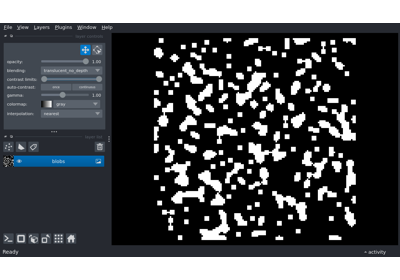 File View Layers Plugins Window Help
opacity: 1.00
blending: translucent_no_depth
contrast limits:
auto-contrast: once continuous
gamma: 1.00
colormap: gray
interpolation: nearest
blobs
Ready
activity